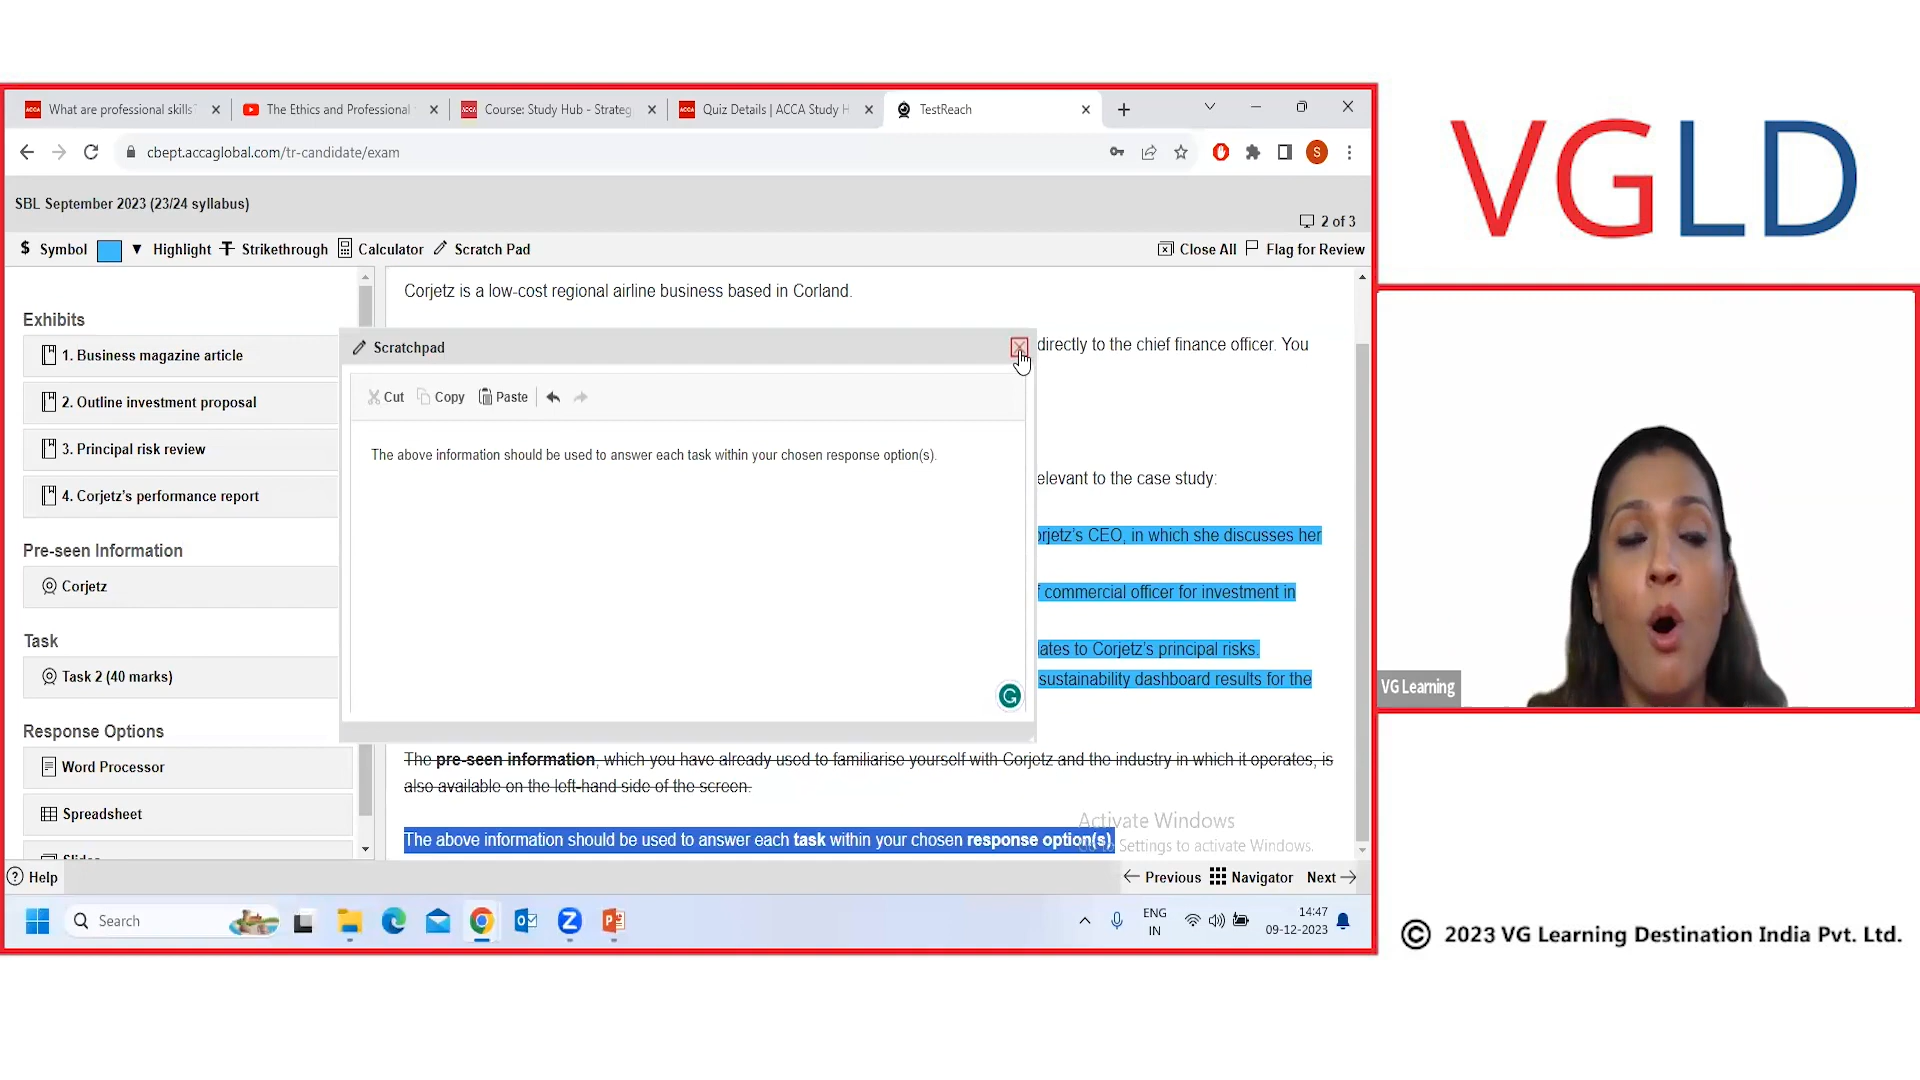 What are professional skills
The Ethics and Professional
Course: Study Hub - Strateg
Quiz Details | ACCA Study H
TestReach
cbept.accaglobal.com/tr-candidate/exam
S
SBL September 2023 (23/24 syllabus)
2 of 3
$ Symbol
Highlight
Strikethrough
Calculator
Scratch Pad
Close All
Flag for Review
Exhibits
1. Business magazine article
2. Outline investment proposal
3. Principal risk review
4. Corjetz's performance report
Pre-seen Information
Corjetz
Task
Task 2 (40 marks)
Response Options
Word Processor
Spreadsheet
Corjetz is a low-cost regional airline business based in Corland.
directly to the chief finance officer. You
elevant to the case study:
orjetz's CEO, in which she discusses her
f commercial officer for investment in
ates to Corjetz's principal risks.
sustainability dashboard results for the
Scratchpad
Cut
Copy
Paste
The above information should be used to answer each task within your chosen response option(s).
The pre-seen information, which you have already used to familiarise yourself with Corjetz and the industry in which it operates, is
also available on the left-hand side of the screen.
The above information should be used to answer each task within your chosen response option(s).
Activate Windows
Settings to activate Windows.
Help
Previous
Navigator
Next
Search
ENG
IN
14:47
09-12-2023
VGLD
VG Learning
© 2023 VG Learning Destination India Pvt. Ltd.